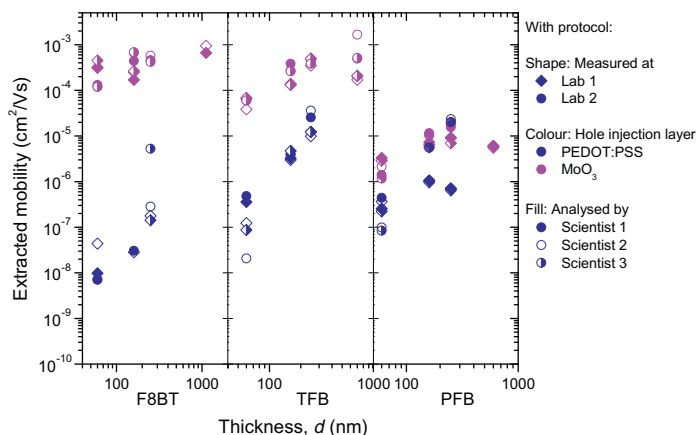 Extracted mobility (cm²/Vs)
10⁻³
10⁻⁴
10⁻⁵
10⁻⁶
10⁻⁷
10⁻⁸
10⁻⁹
10⁻¹⁰
100 1000 100 1000 100 1000
F8BT TFB PFB
Thickness, d (nm)
With protocol:
Shape: Measured at
Lab 1
Lab 2
Colour: Hole injection layer
PEDOT:PSS
MoO₃
Fill: Analysed by
Scientist 1
Scientist 2
Scientist 3